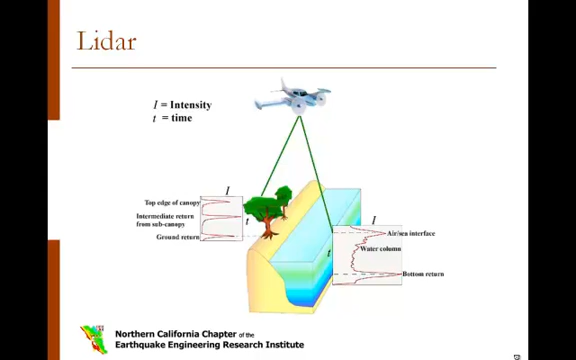 Lidar
I = Intensity
t = time
I
Top edge of canopy
t
Intermediate return
from sub-canopy
Ground return
I
Air/sea interface
Water column
t
Bottom return
Northern California Chapter of the
Earthquake Engineering Research Institute